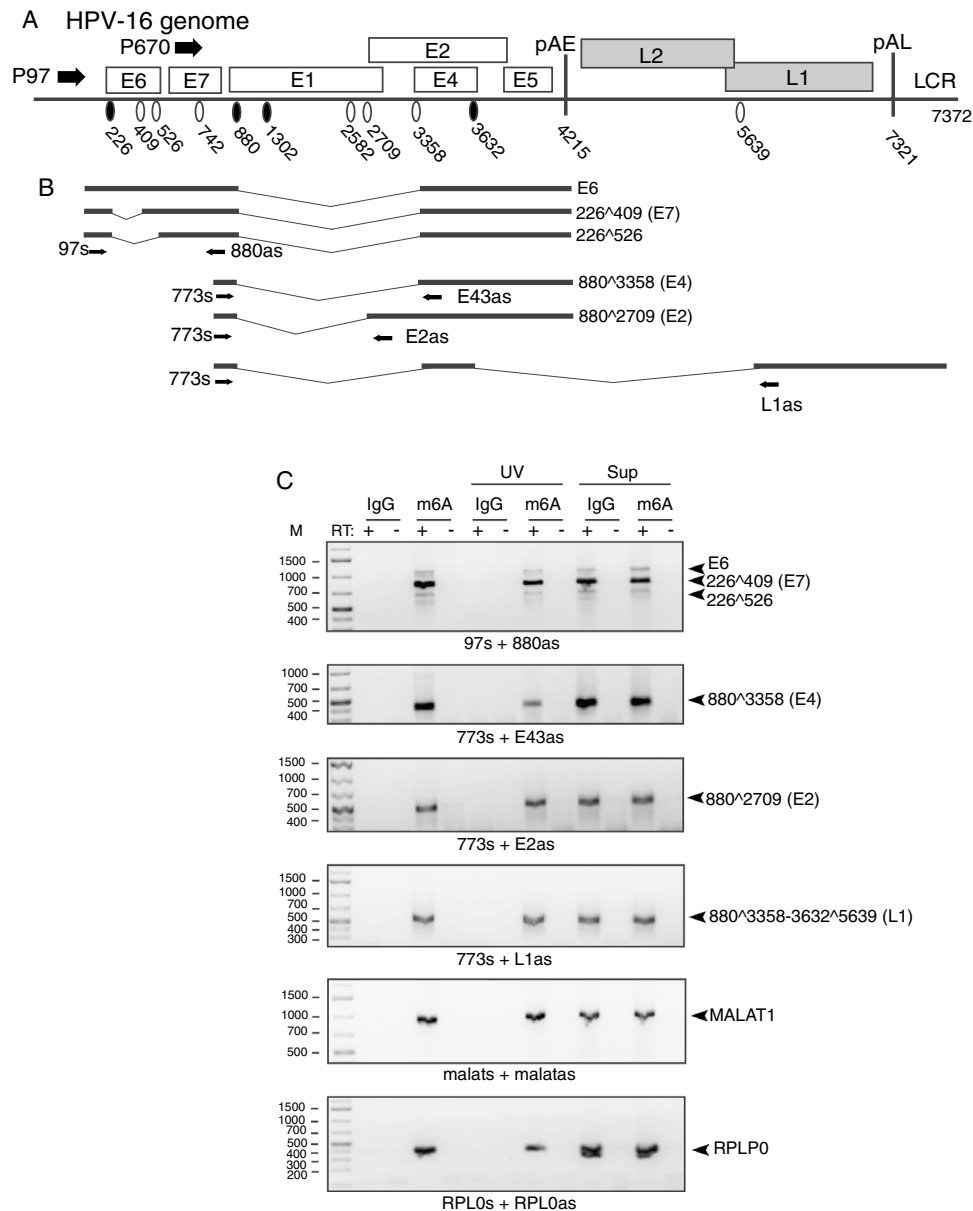 A HPV-16 genome
P670 E2 pAE L2 pAL
P97 E6 E7 E1 E4 E5 L1 LCR
226 409 526 742 880 1302 2582 2709 3358 3632 4215 5639 7321 7372
B
E6
226^409 (E7)
226^526
97s 880as
880^3358 (E4)
773s E43as
880^2709 (E2)
773s E2as
773s
L1as
C
UV Sup
IgG m6A IgG m6A IgG m6A
M RT: + - + - + - + - + - + -
1500
1000
700
500
400
E6
226^409 (E7)
226^526
97s + 880as
1000
700
500
400
880^3358 (E4)
773s + E43as
1500
1000
700
500
400
880^2709 (E2)
773s + E2as
1500
1000
700
500
400
300
880^3358-3632^5639 (L1)
773s + L1as
1500
1000
700
500
MALAT1
malats + malatas
1500
1000
700
500
400
300
200
RPLP0
RPL0s + RPL0as